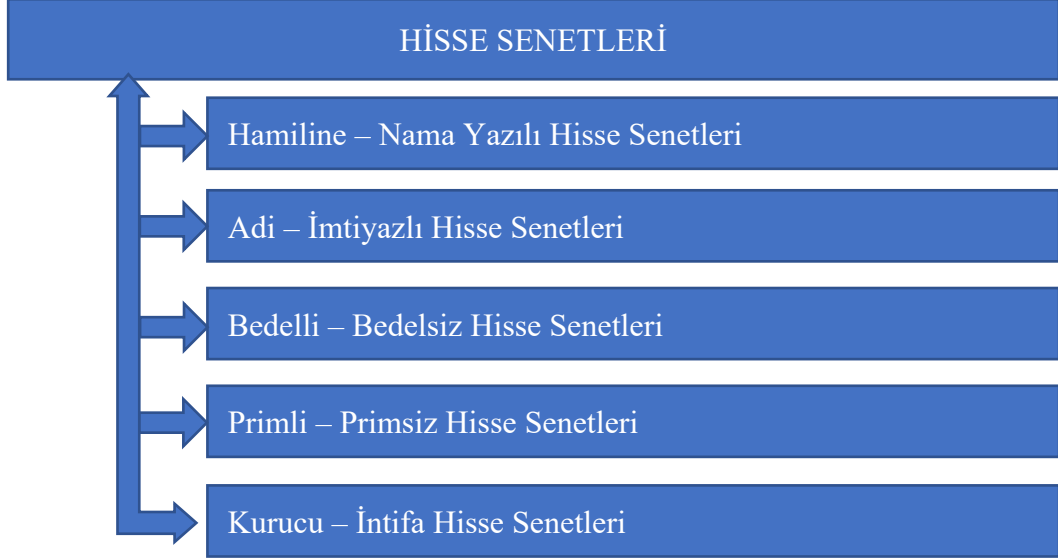 HİSSE SENETLERİ
Hamiline – Nama Yazılı Hisse Senetleri
Adi – İmtiyazlı Hisse Senetleri
Bedelli – Bedelsiz Hisse Senetleri
Primli – Primsiz Hisse Senetleri
Kurucu – İntifa Hisse Senetleri